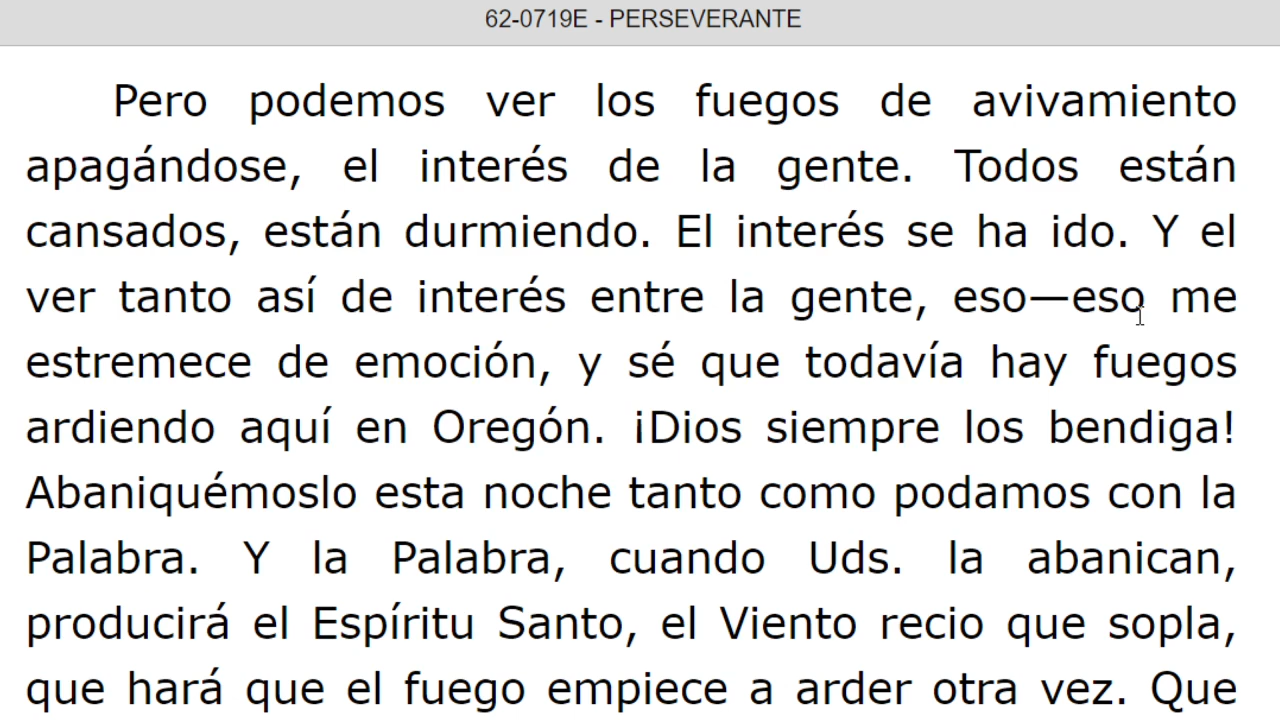 62-0719E - PERSEVERANTE
Pero podemos ver los fuegos de avivamiento
apagándose, el interés de la gente. Todos están
cansados, están durmiendo. El interés se ha ido. Y el
ver tanto así de interés entre la gente, eso—eso me
estremece de emoción, y sé que todavía hay fuegos
ardiendo aquí en Oregón. ¡Dios siempre los bendiga!
Abaniquémoslo esta noche tanto como podamos con la
Palabra. Y la Palabra, cuando Uds. la abanican,
producirá el Espíritu Santo, el Viento recio que sopla,
que hará que el fuego empiece a arder otra vez. Que